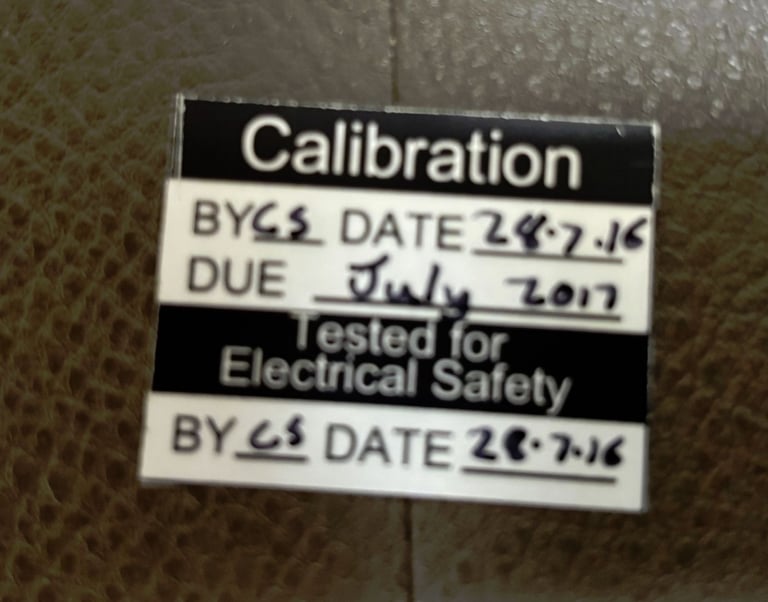 Calibration
BY CS DATE 28.7.16
DUE July 2017
Tested for
Electrical Safety
BY CS DATE 28.7.16